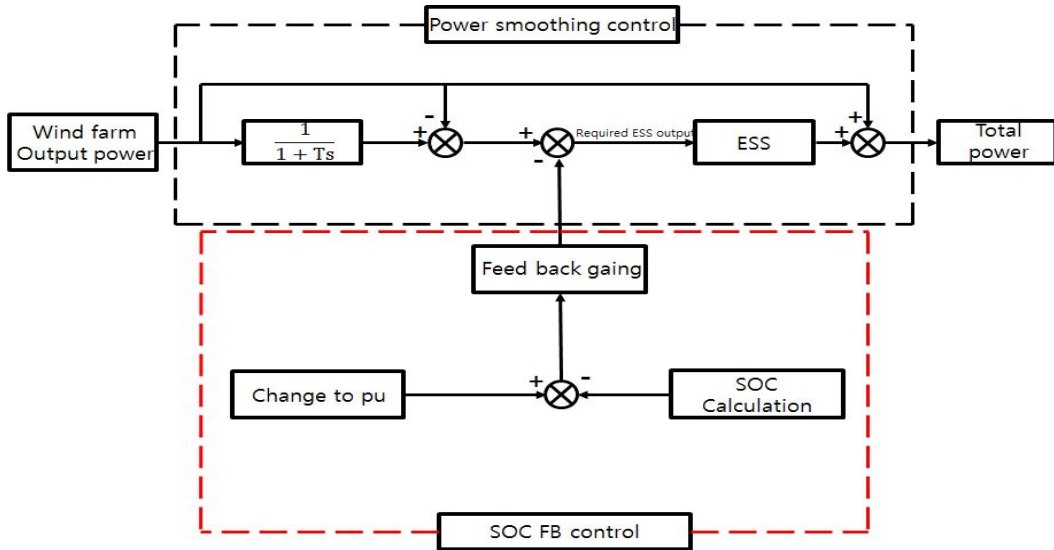 Power smoothing control
Wind farm
Output power
1
1 + Ts
-
+
+
-
Required ESS output
ESS
+
+
Total
power
Feed back gaing
Change to pu
+
-
SOC
Calculation
SOC FB control